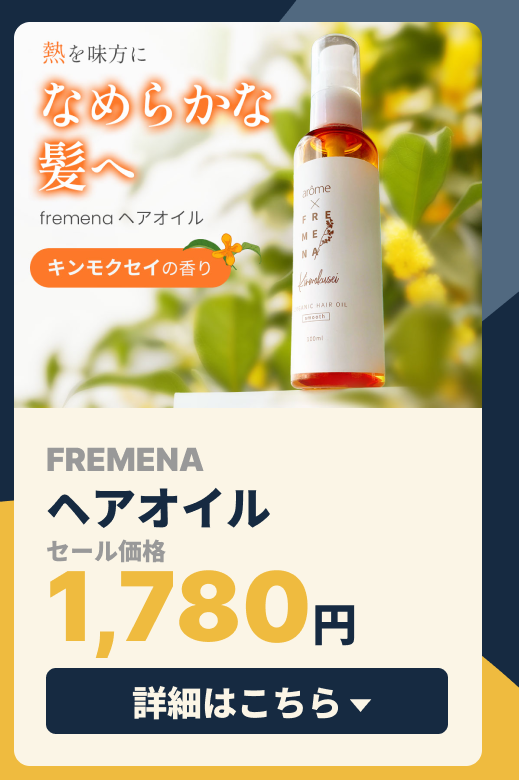 熱を味方に
なめらかな
髪へ
fremena ヘアオイル
キンモクセイの香り
arôme
×
FRE
ME
NA
Kinmokusei
ORGANIC HAIR OIL
smooth
100ml
FREMENA
ヘアオイル
セール価格
1,780円
詳細はこちら